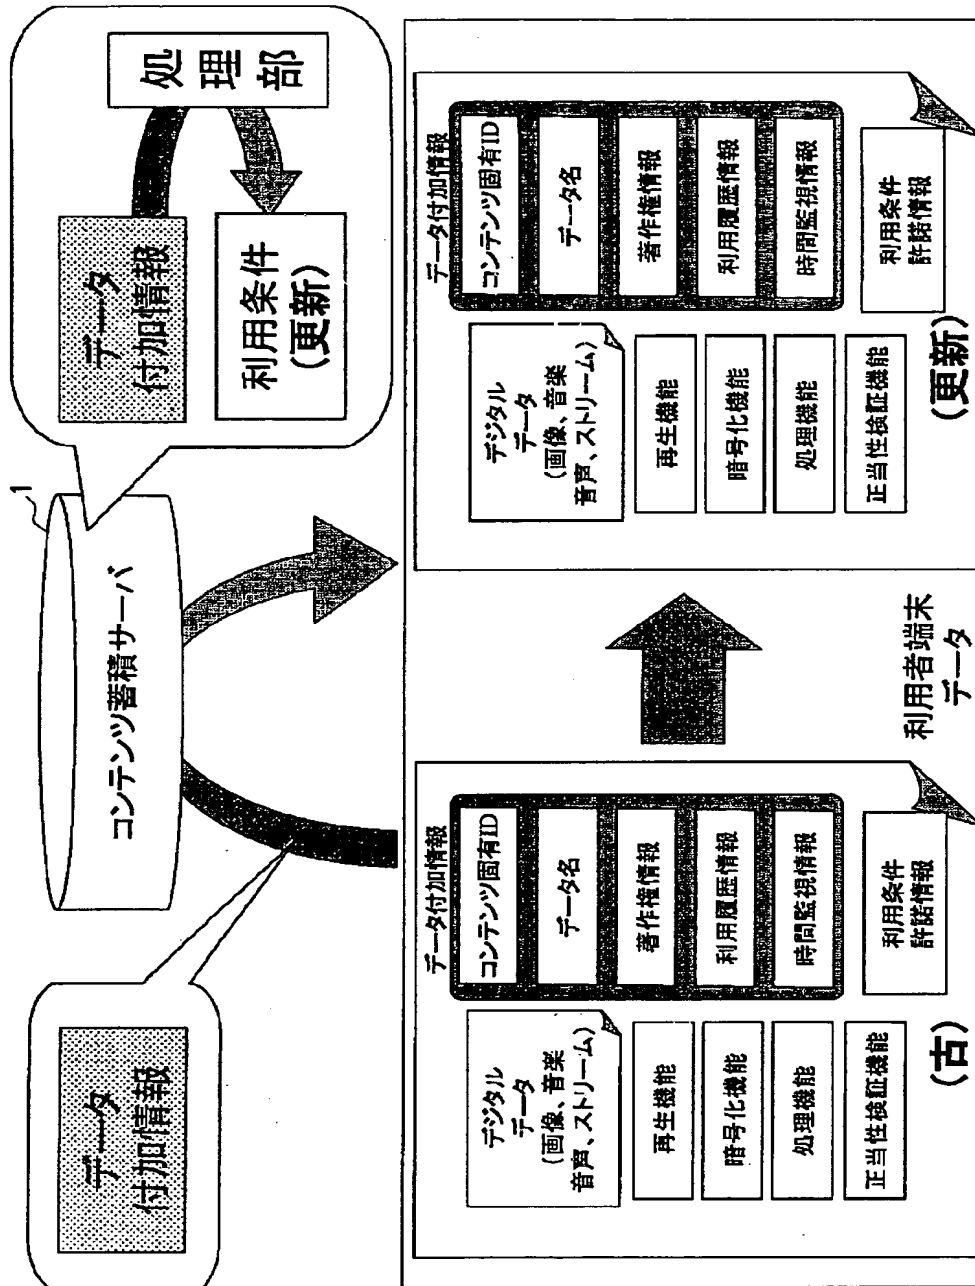 データ
付加情報
1
コンテンツ蓄積サーバ
データ
付加情報
処理部
利用条件
(更新)
デジタル
データ
(画像、音楽
音声、ストリーム)
再生機能
暗号化機能
処理機能
正当性検証機能
データ付加情報
コンテンツ固有ID
データ名
著作権情報
利用履歴情報
時間監視情報
利用条件
許諾情報
(古)
利用者端末
データ
デジタル
データ
(画像、音楽
音声、ストリーム)
再生機能
暗号化機能
処理機能
正当性検証機能
データ付加情報
コンテンツ固有ID
データ名
著作権情報
利用履歴情報
時間監視情報
利用条件
許諾情報
(更新)